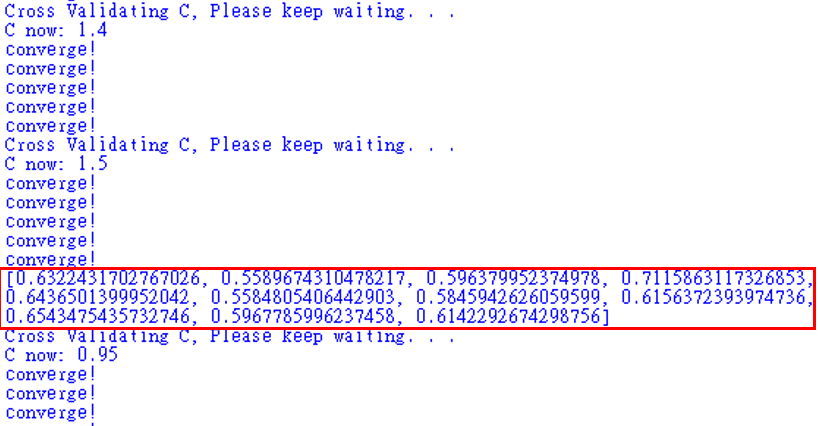 Cross Validating C, Please keep waiting. . .
C now: 1.4
converge!
converge!
converge!
converge!
converge!
Cross Validating C, Please keep waiting. . .
C now: 1.5
converge!
converge!
converge!
converge!
converge!
[0.6322431702767026, 0.5589674310478217, 0.596379952374978, 0.7115863117326853,
0.6436501399952042, 0.5584805406442903, 0.5845942626059599, 0.6156372393974736,
0.6543475435732746, 0.5967785996237458, 0.6142292674298756]
Cross Validating C, Please keep waiting. . .
C now: 0.95
converge!
converge!
converge!